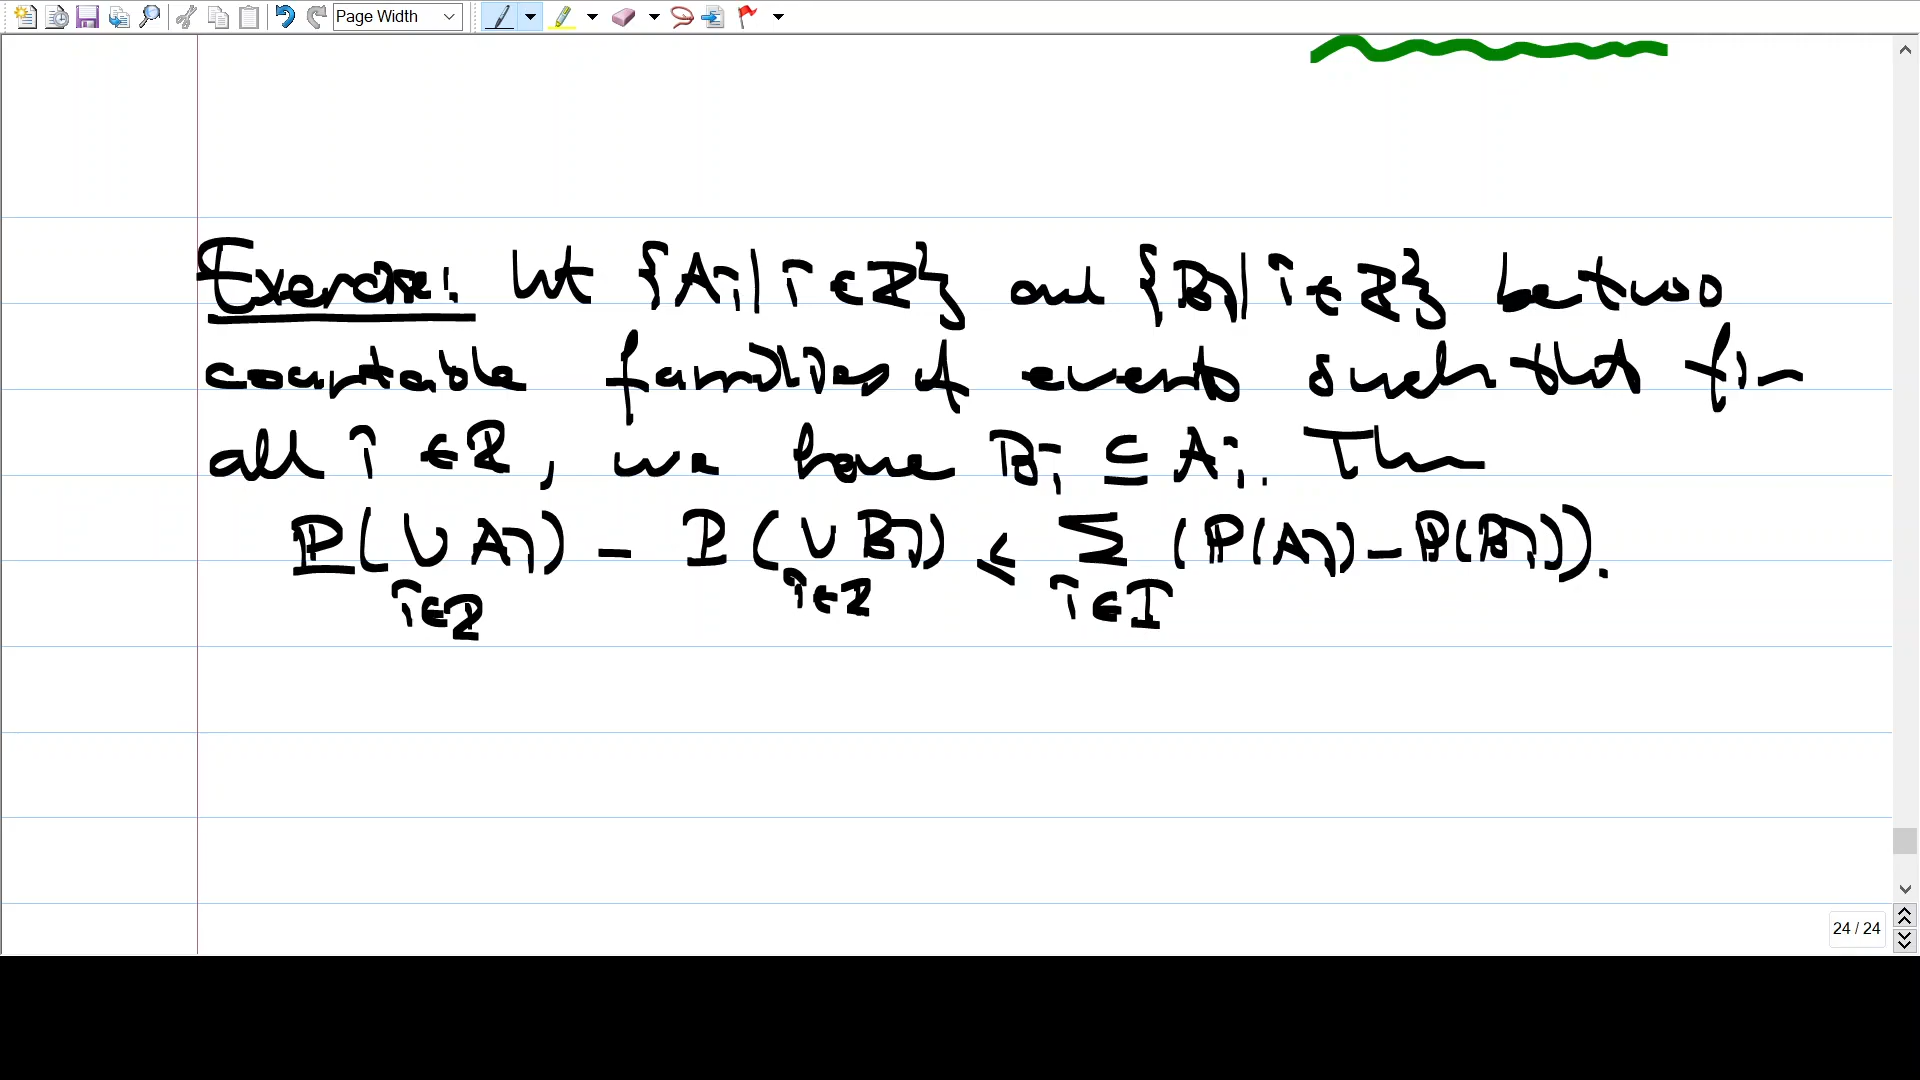 Page Width
Exercise: Let {Aᵢ | i ∈ I} and {Bᵢ | i ∈ I} be two
countable families of events such that for
all i ∈ I, we have Bᵢ ⊆ Aᵢ. Then
P(∪ Aᵢ) - P(∪ Bᵢ) ≤ Σ (P(Aᵢ) - P(Bᵢ)).
i∈I i∈I i∈I
24 / 24